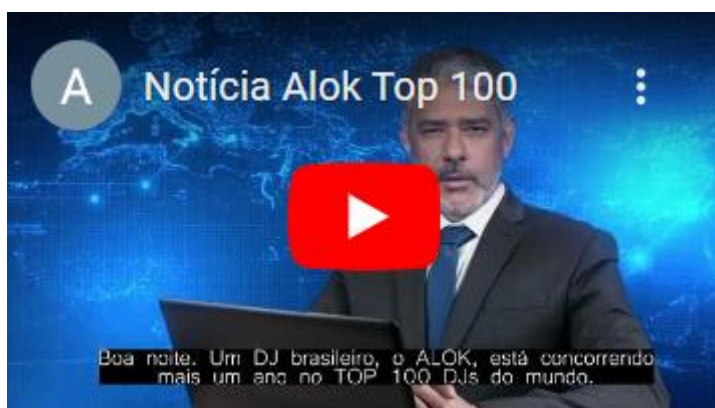 A
Notícia Alok Top 100
Boa noite. Um DJ brasileiro, o ALOK, está concorrendo
mais um ano no TOP 100 DJs do mundo.